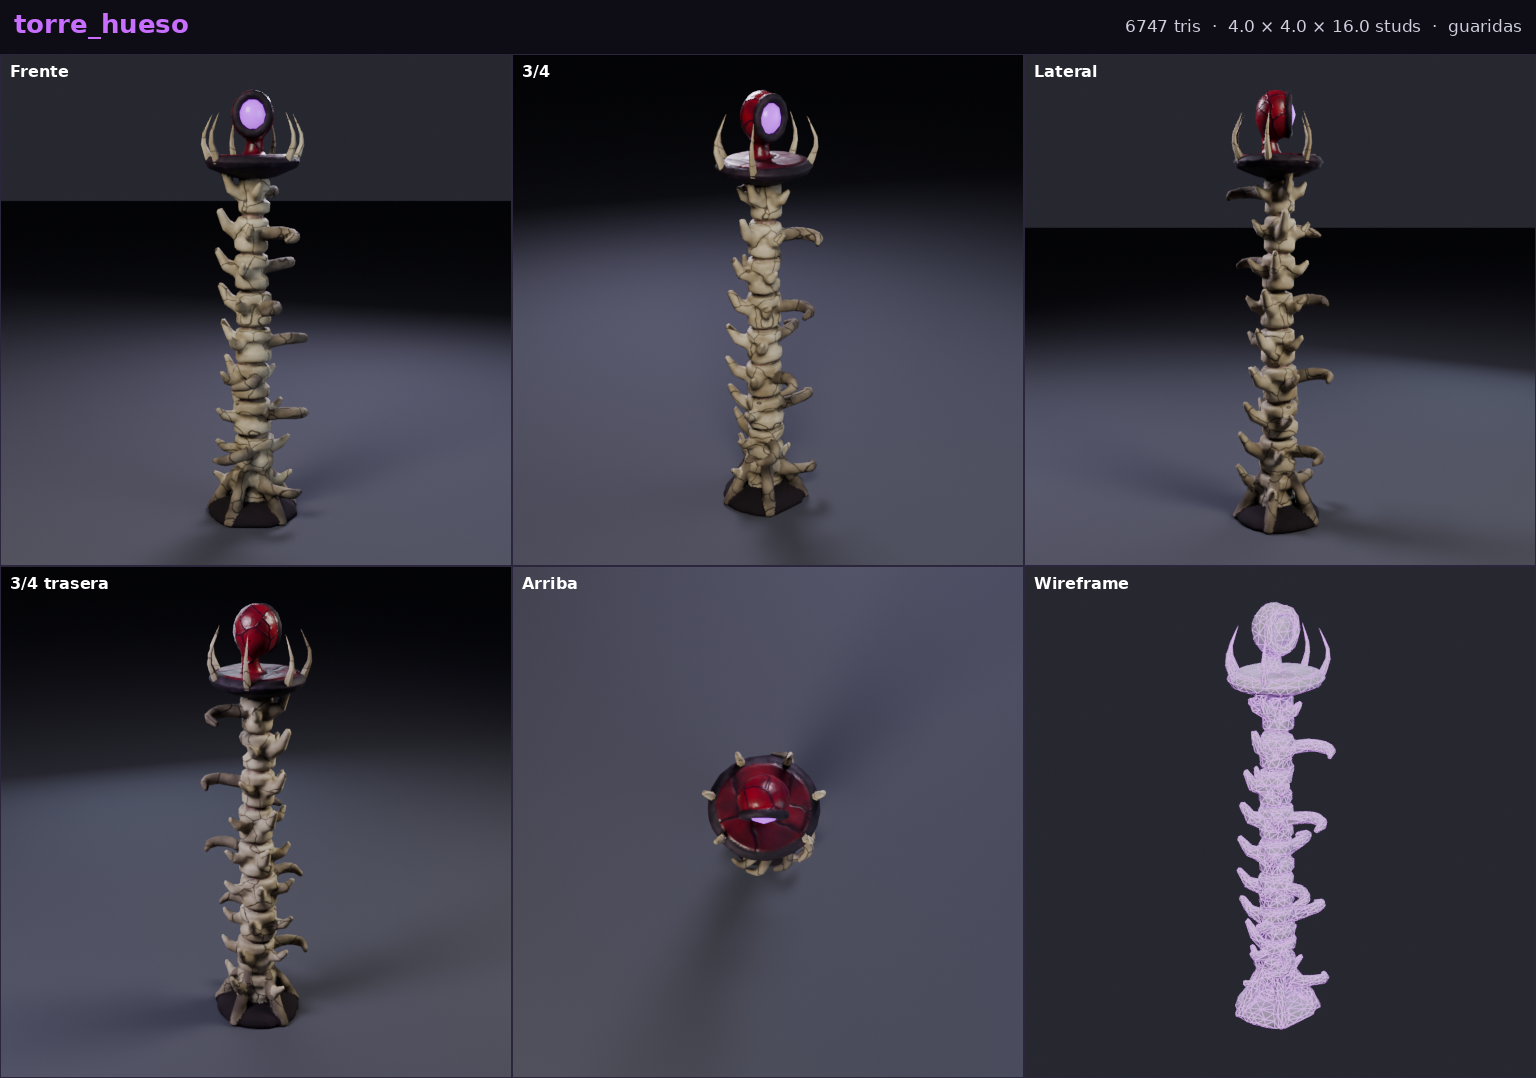 torre_hueso
6747 tris · 4.0 × 4.0 × 16.0 studs · guaridas
Frente
3/4
Lateral
3/4 trasera
Arriba
Wireframe